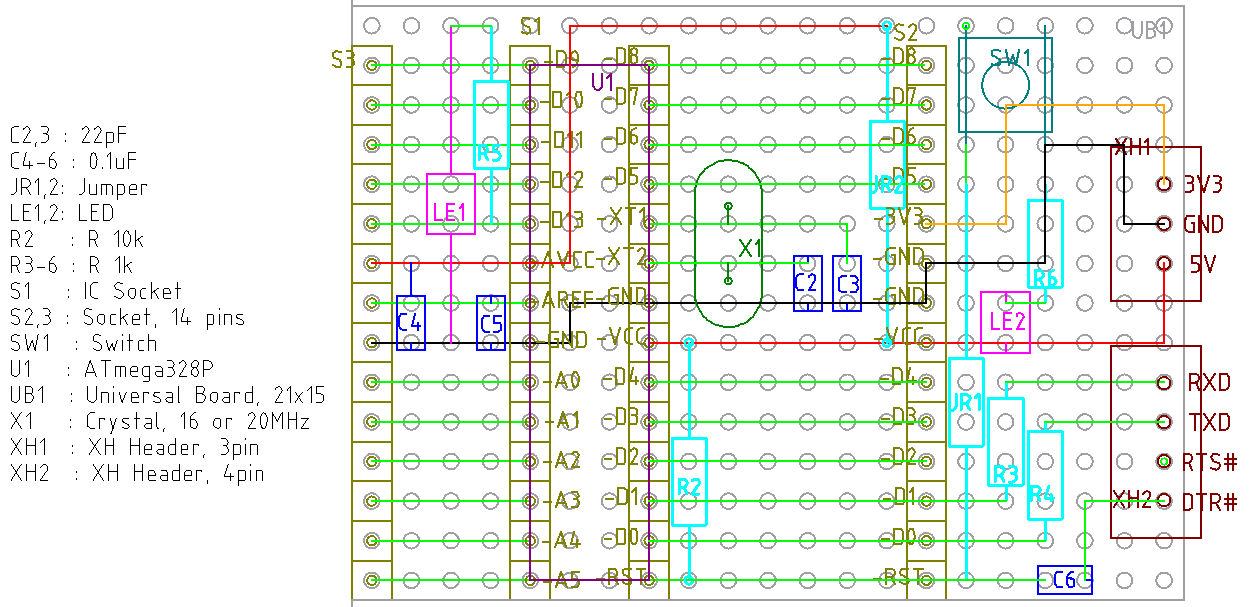 C2,3 : 22pF
C4-6 : 0.1uF
JR1,2: Jumper
LE1,2: LED
R2 : R 10k
R3-6 : R 1k
S1 : IC Socket
S2,3 : Socket, 14 pins
SW1 : Switch
U1 : ATmega328P
UB1 : Universal Board, 21x15
X1 : Crystal, 16 or 20MHz
XH1 : XH Header, 3pin
XH2 : XH Header, 4pin
S1
S2
UB1
S3
-D9
-D8
-D8
SW1
U1
-D10
-D7
-D7
-D11
-D6
-D6
XH1
R5
-D12
-D5
JR2
-D5
3V3
LE1
-D13
-XT1
-3V3
GND
X1
-AVCC
-XT2
-GND
5V
C2
C3
R6
-AREF
-GND
-GND
C4
C5
LE2
-GND
-VCC
-VCC
-A0
-D4
-D4
RXD
JR1
-A1
-D3
-D3
TXD
-A2
-D2
-D2
RTS#
R2
R3
R4
-A3
-D1
-D1
XH2
DTR#
-A4
-D0
-D0
-A5
-RST
-RST
C6